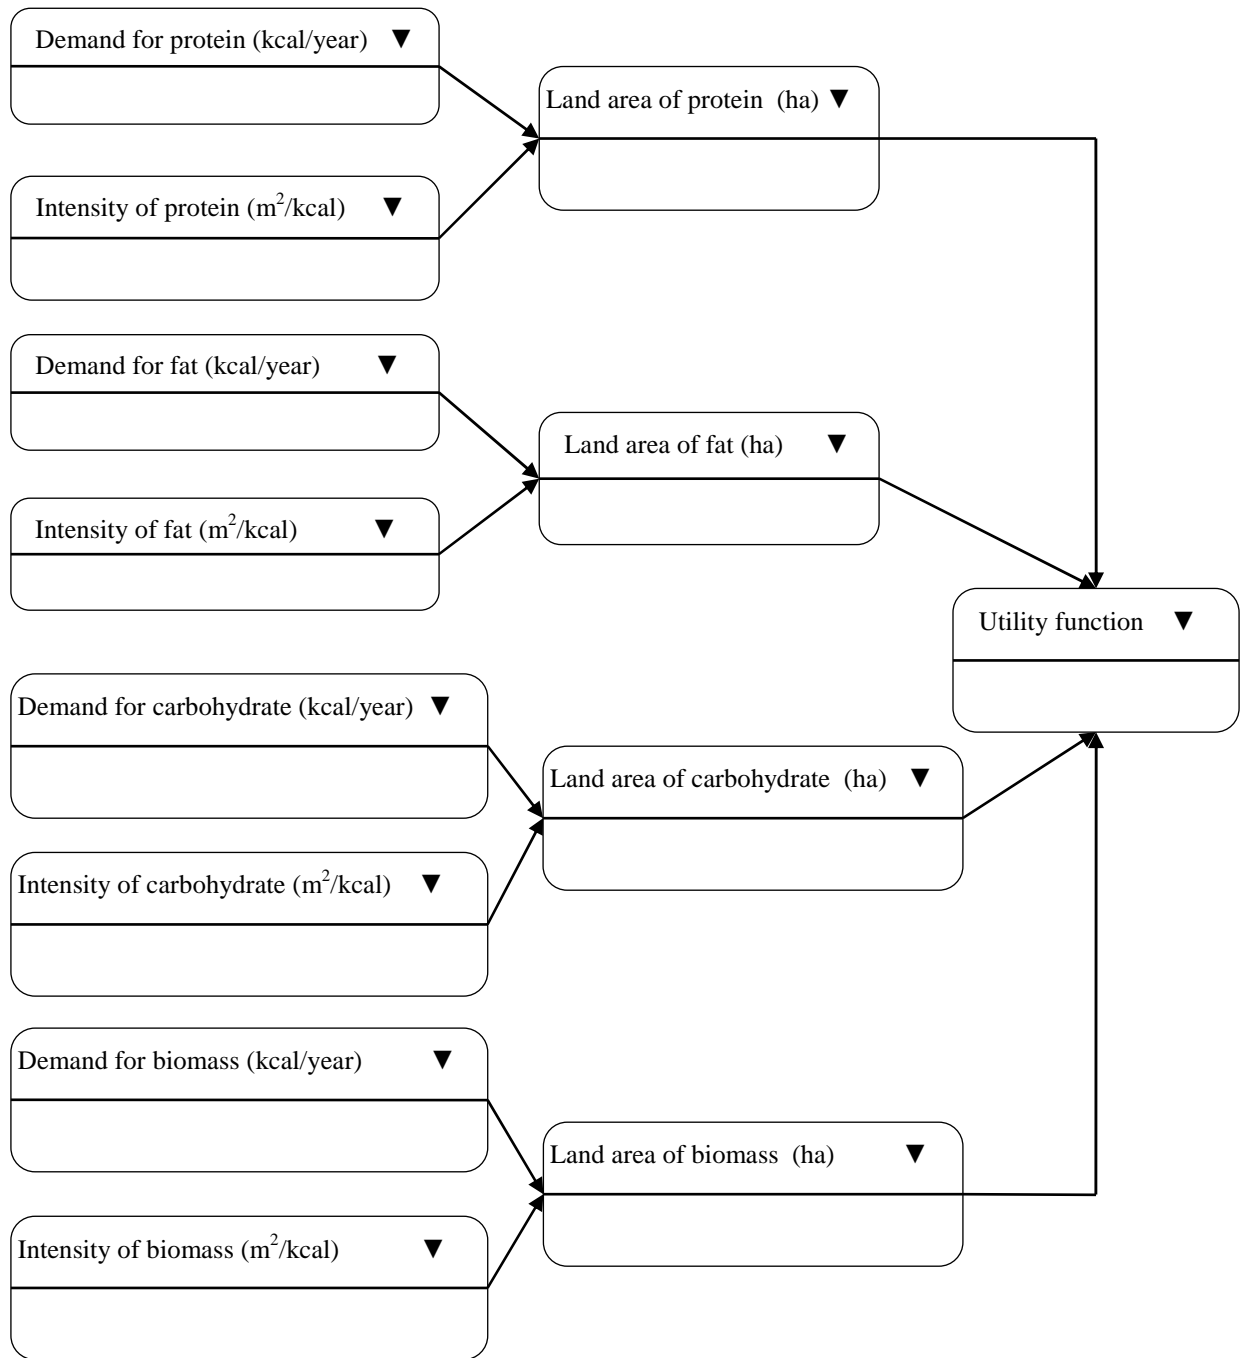 Demand for protein (kcal/year) ▼
Land area of protein (ha) ▼
Intensity of protein (m²/kcal) ▼
Demand for fat (kcal/year) ▼
Land area of fat (ha) ▼
Intensity of fat (m²/kcal) ▼
Utility function ▼
Demand for carbohydrate (kcal/year) ▼
Land area of carbohydrate (ha) ▼
Intensity of carbohydrate (m²/kcal) ▼
Demand for biomass (kcal/year) ▼
Land area of biomass (ha) ▼
Intensity of biomass (m²/kcal) ▼